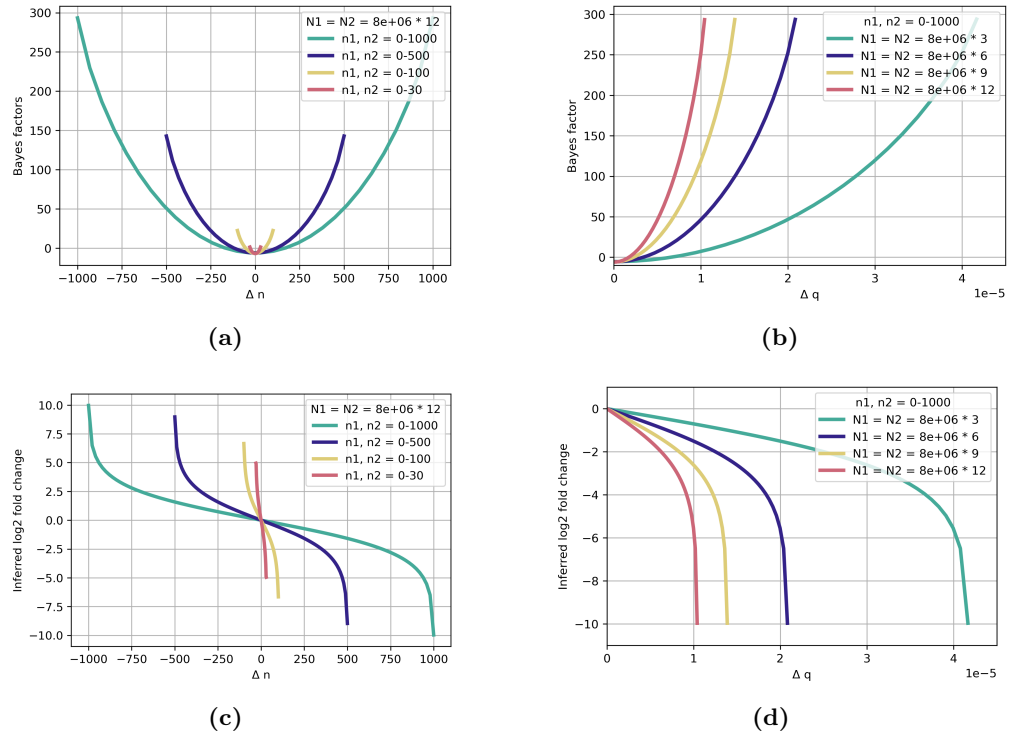 N1 = N2 = 8e+06 * 12
n1, n2 = 0-1000
n1, n2 = 0-500
n1, n2 = 0-100
n1, n2 = 0-30
Bayes factors
300
250
200
150
100
50
0
−1000 −750 −500 −250 0 250 500 750 1000
Δ n
(a)
n1, n2 = 0-1000
N1 = N2 = 8e+06 * 3
N1 = N2 = 8e+06 * 6
N1 = N2 = 8e+06 * 9
N1 = N2 = 8e+06 * 12
Bayes factor
300
250
200
150
100
50
0
0 1 2 3 4
1e−5
Δ q
(b)
N1 = N2 = 8e+06 * 12
n1, n2 = 0-1000
n1, n2 = 0-500
n1, n2 = 0-100
n1, n2 = 0-30
Inferred log2 fold change
10.0
7.5
5.0
2.5
0.0
−2.5
−5.0
−7.5
−10.0
−1000 −750 −500 −250 0 250 500 750 1000
Δ n
(c)
n1, n2 = 0-1000
N1 = N2 = 8e+06 * 3
N1 = N2 = 8e+06 * 6
N1 = N2 = 8e+06 * 9
N1 = N2 = 8e+06 * 12
Inferred log2 fold change
0
−2
−4
−6
−8
−10
0 1 2 3 4
1e−5
Δ q
(d)